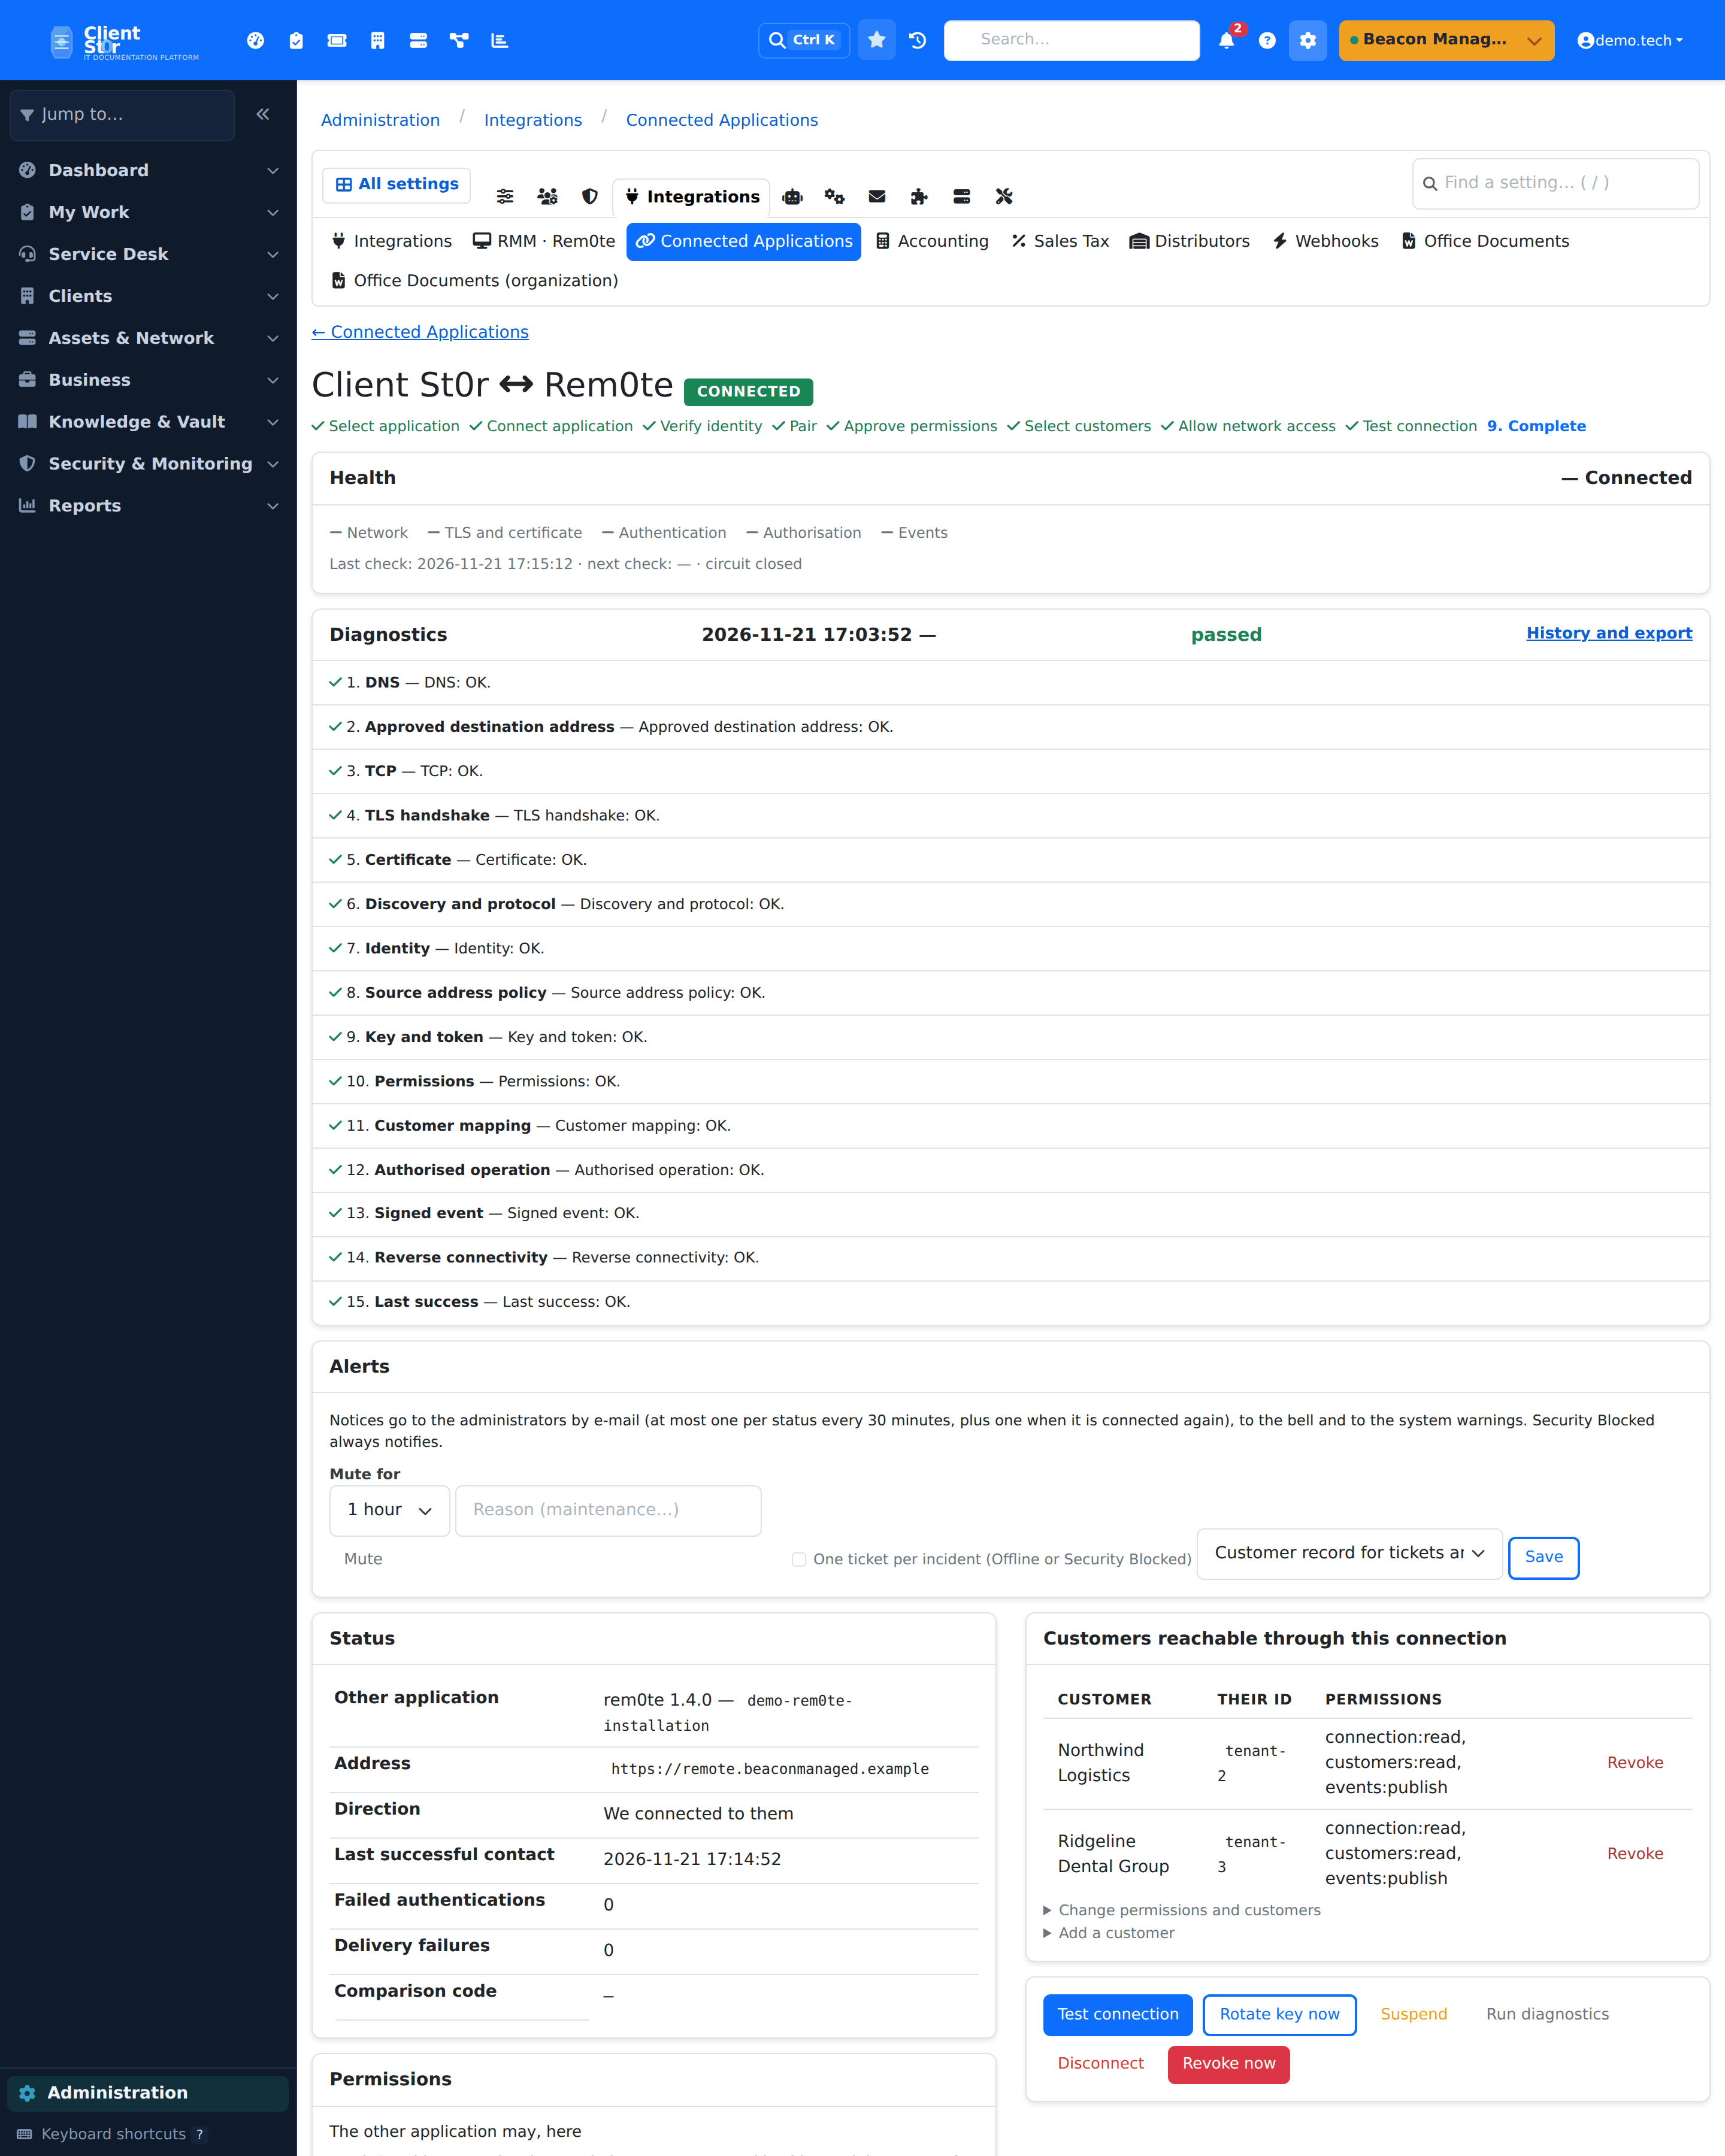 Client St0r
IT DOCUMENTATION PLATFORM
Ctrl K
Search...
2
?
Beacon Manag...
demo.tech
Jump to...
Dashboard
My Work
Service Desk
Clients
Assets & Network
Business
Knowledge & Vault
Security & Monitoring
Reports
Administration
Keyboard shortcuts ?
Administration / Integrations / Connected Applications
All settings
Integrations
Find a setting... ( / )
Integrations
RMM · Rem0te
Connected Applications
Accounting
Sales Tax
Distributors
Webhooks
Office Documents
Office Documents (organization)
← Connected Applications
Client St0r ↔ Rem0te CONNECTED
Select application Connect application Verify identity Pair Approve permissions Select customers Allow network access Test connection 9. Complete
Health — Connected
— Network — TLS and certificate — Authentication — Authorisation — Events
Last check: 2026-11-21 17:15:12 · next check: — · circuit closed
Diagnostics 2026-11-21 17:03:52 — passed History and export
1. DNS — DNS: OK.
2. Approved destination address — Approved destination address: OK.
3. TCP — TCP: OK.
4. TLS handshake — TLS handshake: OK.
5. Certificate — Certificate: OK.
6. Discovery and protocol — Discovery and protocol: OK.
7. Identity — Identity: OK.
8. Source address policy — Source address policy: OK.
9. Key and token — Key and token: OK.
10. Permissions — Permissions: OK.
11. Customer mapping — Customer mapping: OK.
12. Authorised operation — Authorised operation: OK.
13. Signed event — Signed event: OK.
14. Reverse connectivity — Reverse connectivity: OK.
15. Last success — Last success: OK.
Alerts
Notices go to the administrators by e-mail (at most one per status every 30 minutes, plus one when it is connected again), to the bell and to the system warnings. Security Blocked
always notifies.
Mute for
1 hour
Reason (maintenance...)
Mute
One ticket per incident (Offline or Security Blocked)
Customer record for tickets ar
Save
Status
Other application rem0te 1.4.0 — demo-rem0te-
installation
Address https://remote.beaconmanaged.example
Direction We connected to them
Last successful contact 2026-11-21 17:14:52
Failed authentications 0
Delivery failures 0
Comparison code —
Permissions
The other application may, here
Customers reachable through this connection
CUSTOMER THEIR ID PERMISSIONS
Northwind Logistics tenant-2 connection:read, customers:read, events:publish Revoke
Ridgeline Dental Group tenant-3 connection:read, customers:read, events:publish Revoke
Change permissions and customers
Add a customer
Test connection
Rotate key now
Suspend
Run diagnostics
Disconnect
Revoke now